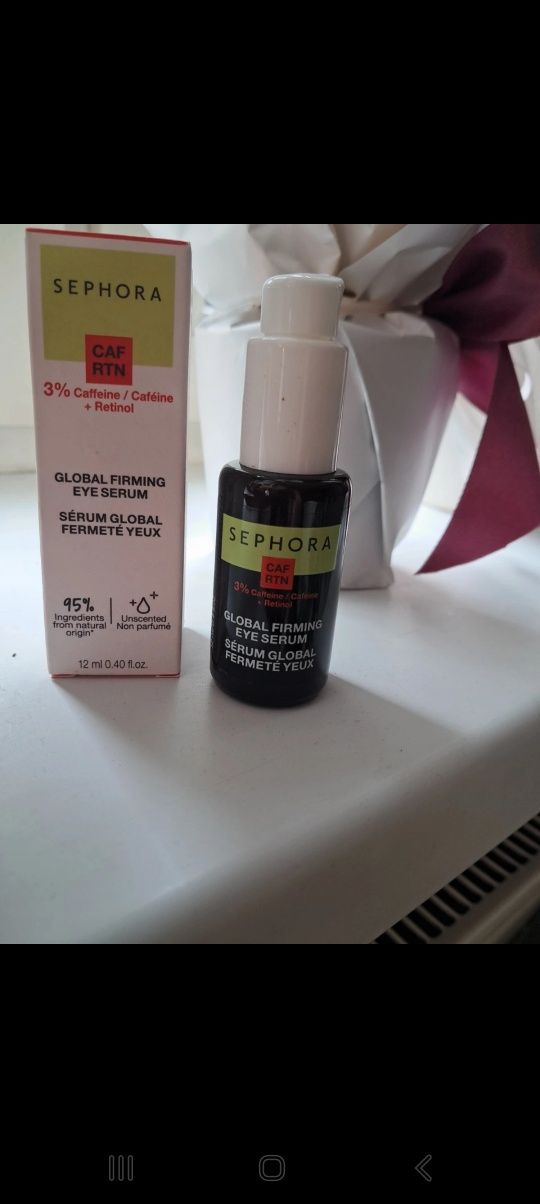 SEPHORA
CAF
RTN
3% Caffeine / Caféine
+ Retinol
GLOBAL FIRMING
EYE SERUM
SÉRUM GLOBAL
FERMETÉ YEUX
95%
Ingredients
from natural
origin*
Unscented
Non parfumé
12 ml 0.40 fl.oz.
SEPHORA
CAF
RTN
3% Caffeine / Caféine
+ Retinol
GLOBAL FIRMING
EYE SERUM
SÉRUM GLOBAL
FERMETÉ YEUX